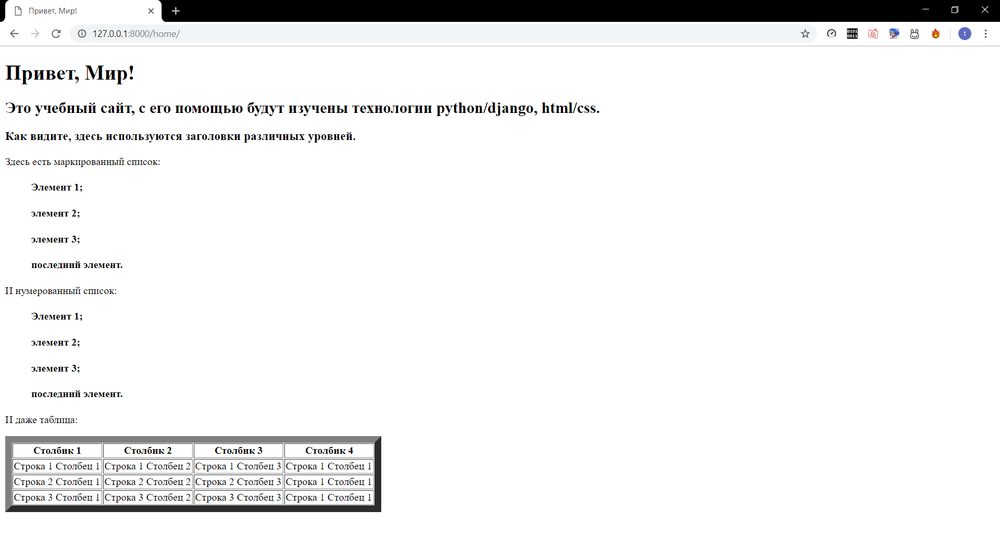 Привет, Мир!
127.0.0.1:8000/home/
0101
0011
t
Привет, Мир!
Это учебный сайт, с его помощью будут изучены технологии python/django, html/css.
Как видите, здесь используются заголовки различных уровней.
Здесь есть маркированный список:
Элемент 1;
элемент 2;
элемент 3;
последний элемент.
И нумерованный список:
Элемент 1;
элемент 2;
элемент 3;
последний элемент.
И даже таблица:
Столбик 1 Столбик 2 Столбик 3 Столбик 4
Строка 1 Столбец 1 Строка 1 Столбец 2 Строка 1 Столбец 3 Строка 1 Столбец 1
Строка 2 Столбец 1 Строка 2 Столбец 2 Строка 2 Столбец 3 Строка 1 Столбец 1
Строка 3 Столбец 1 Строка 3 Столбец 2 Строка 3 Столбец 3 Строка 1 Столбец 1